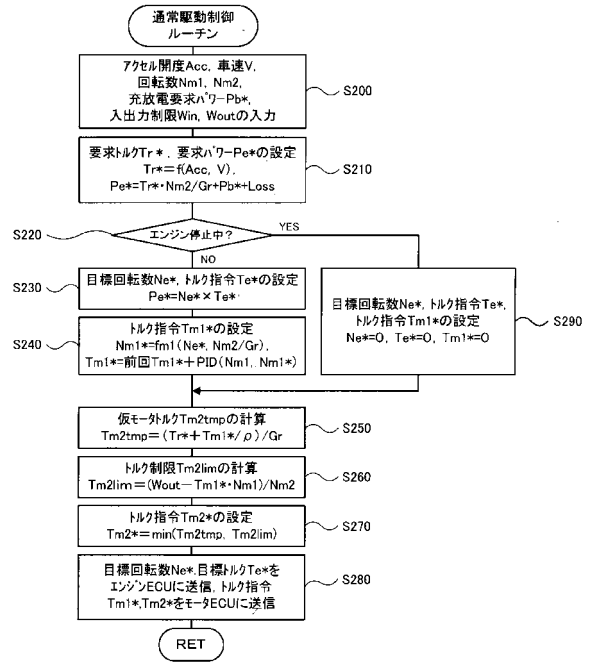 通常駆動制御
ルーチン
アクセル開度Acc, 車速V,
回転数Nm1, Nm2,
充放電要求パワーPb*,
入出力制限Win, Woutの入力
S200
要求トルクTr*, 要求パワーPe*の設定
Tr*=f(Acc, V),
Pe*=Tr*・Nm2/Gr+Pb*+Loss
S210
S220
エンジン停止中?
YES
NO
S230
目標回転数Ne*, トルク指令Te*の設定
Pe*=Ne*×Te*
S240
トルク指令Tm1*の設定
Nm1*=fm1(Ne*, Nm2/Gr),
Tm1*=前回Tm1*+PID(Nm1, Nm1*)
目標回転数Ne*, トルク指令Te*,
トルク指令Tm1*の設定
Ne*=0, Te*=0, Tm1*=0
S290
仮モータトルクTm2tmpの計算
Tm2tmp=(Tr*+Tm1*/ρ)/Gr
S250
トルク制限Tm2limの計算
Tm2lim=(Wout-Tm1*・Nm1)/Nm2
S260
トルク指令Tm2*の設定
Tm2*=min(Tm2tmp, Tm2lim)
S270
目標回転数Ne*,目標トルクTe*を
エンジンECUに送信, トルク指令
Tm1*,Tm2*をモータECUに送信
S280
RET